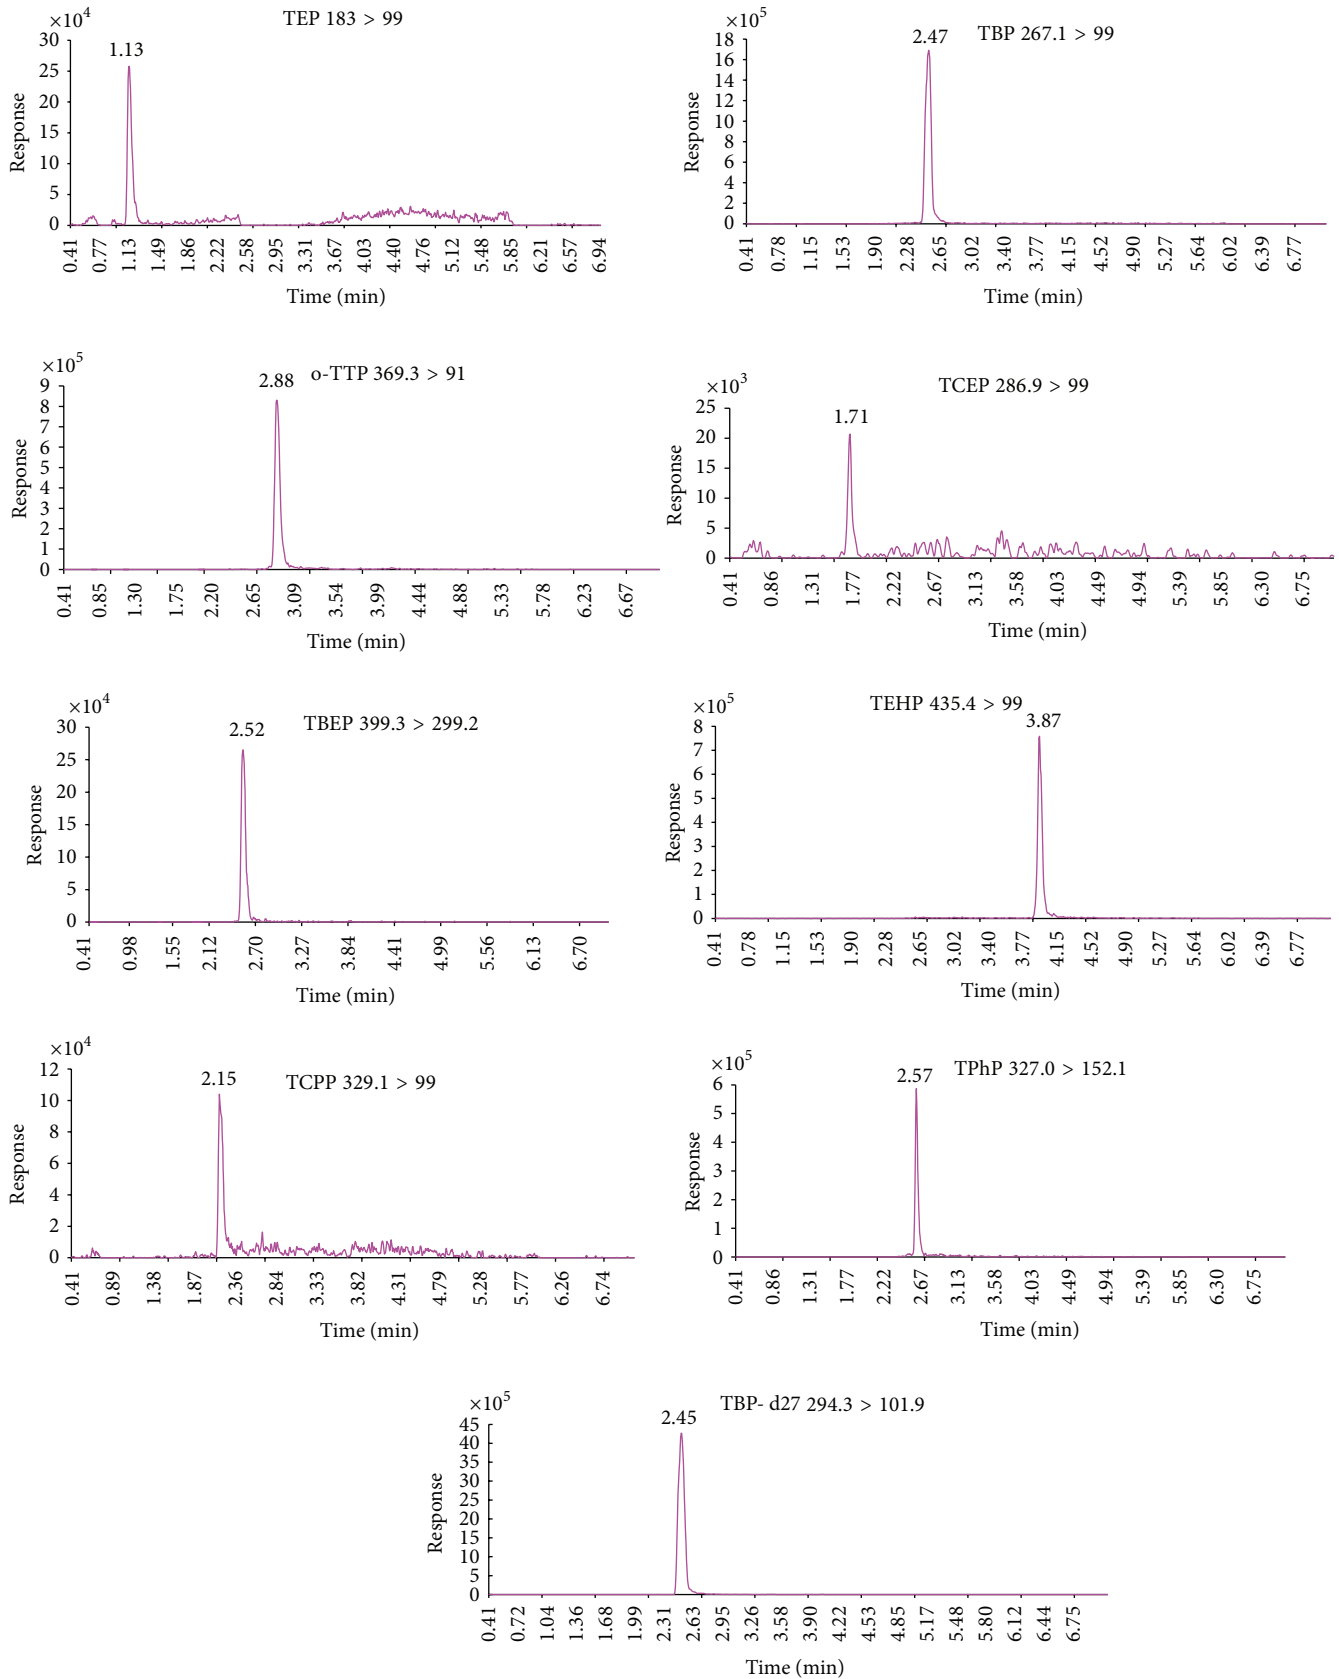 ×10⁴
TEP 183 > 99
30
25
20
15
10
5
0
1.13
Response
0.41 0.77 1.13 1.49 1.86 2.22 2.58 2.95 3.31 3.67 4.03 4.40 4.76 5.12 5.48 5.85 6.21 6.57 6.94
Time (min)
×10⁵
TBP 267.1 > 99
18
16
14
12
10
8
6
4
2
0
2.47
Response
0.41 0.78 1.15 1.53 1.90 2.28 2.65 3.02 3.40 3.77 4.15 4.52 4.90 5.27 5.64 6.02 6.39 6.77
Time (min)
×10⁵
o-TTP 369.3 > 91
9
8
7
6
5
4
3
2
1
0
2.88
Response
0.41 0.85 1.30 1.75 2.20 2.65 3.09 3.54 3.99 4.44 4.88 5.33 5.78 6.23 6.67
Time (min)
×10³
TCEP 286.9 > 99
25
20
15
10
5
0
1.71
Response
0.41 0.86 1.31 1.77 2.22 2.67 3.13 3.58 4.03 4.49 4.94 5.39 5.85 6.30 6.75
Time (min)
×10⁴
TBEP 399.3 > 299.2
30
25
20
15
10
5
0
2.52
Response
0.41 0.98 1.55 2.12 2.70 3.27 3.84 4.41 4.99 5.56 6.13 6.70
Time (min)
×10⁵
TEHP 435.4 > 99
8
7
6
5
4
3
2
1
0
3.87
Response
0.41 0.78 1.15 1.53 1.90 2.28 2.65 3.02 3.40 3.77 4.15 4.52 4.90 5.27 5.64 6.02 6.39 6.77
Time (min)
×10⁴
TCPP 329.1 > 99
12
10
8
6
4
2
0
2.15
Response
0.41 0.89 1.38 1.87 2.36 2.84 3.33 3.82 4.31 4.79 5.28 5.77 6.26 6.74
Time (min)
×10⁵
TPhP 327.0 > 152.1
6
5
4
3
2
1
0
2.57
Response
0.41 0.86 1.31 1.77 2.22 2.67 3.13 3.58 4.03 4.49 4.94 5.39 5.85 6.30 6.75
Time (min)
×10⁵
TBP- d27 294.3 > 101.9
45
40
35
30
25
20
15
10
5
0
2.45
Response
0.41 0.72 1.04 1.36 1.68 1.99 2.31 2.63 2.95 3.26 3.58 3.90 4.22 4.53 4.85 5.17 5.48 5.80 6.12 6.44 6.75
Time (min)